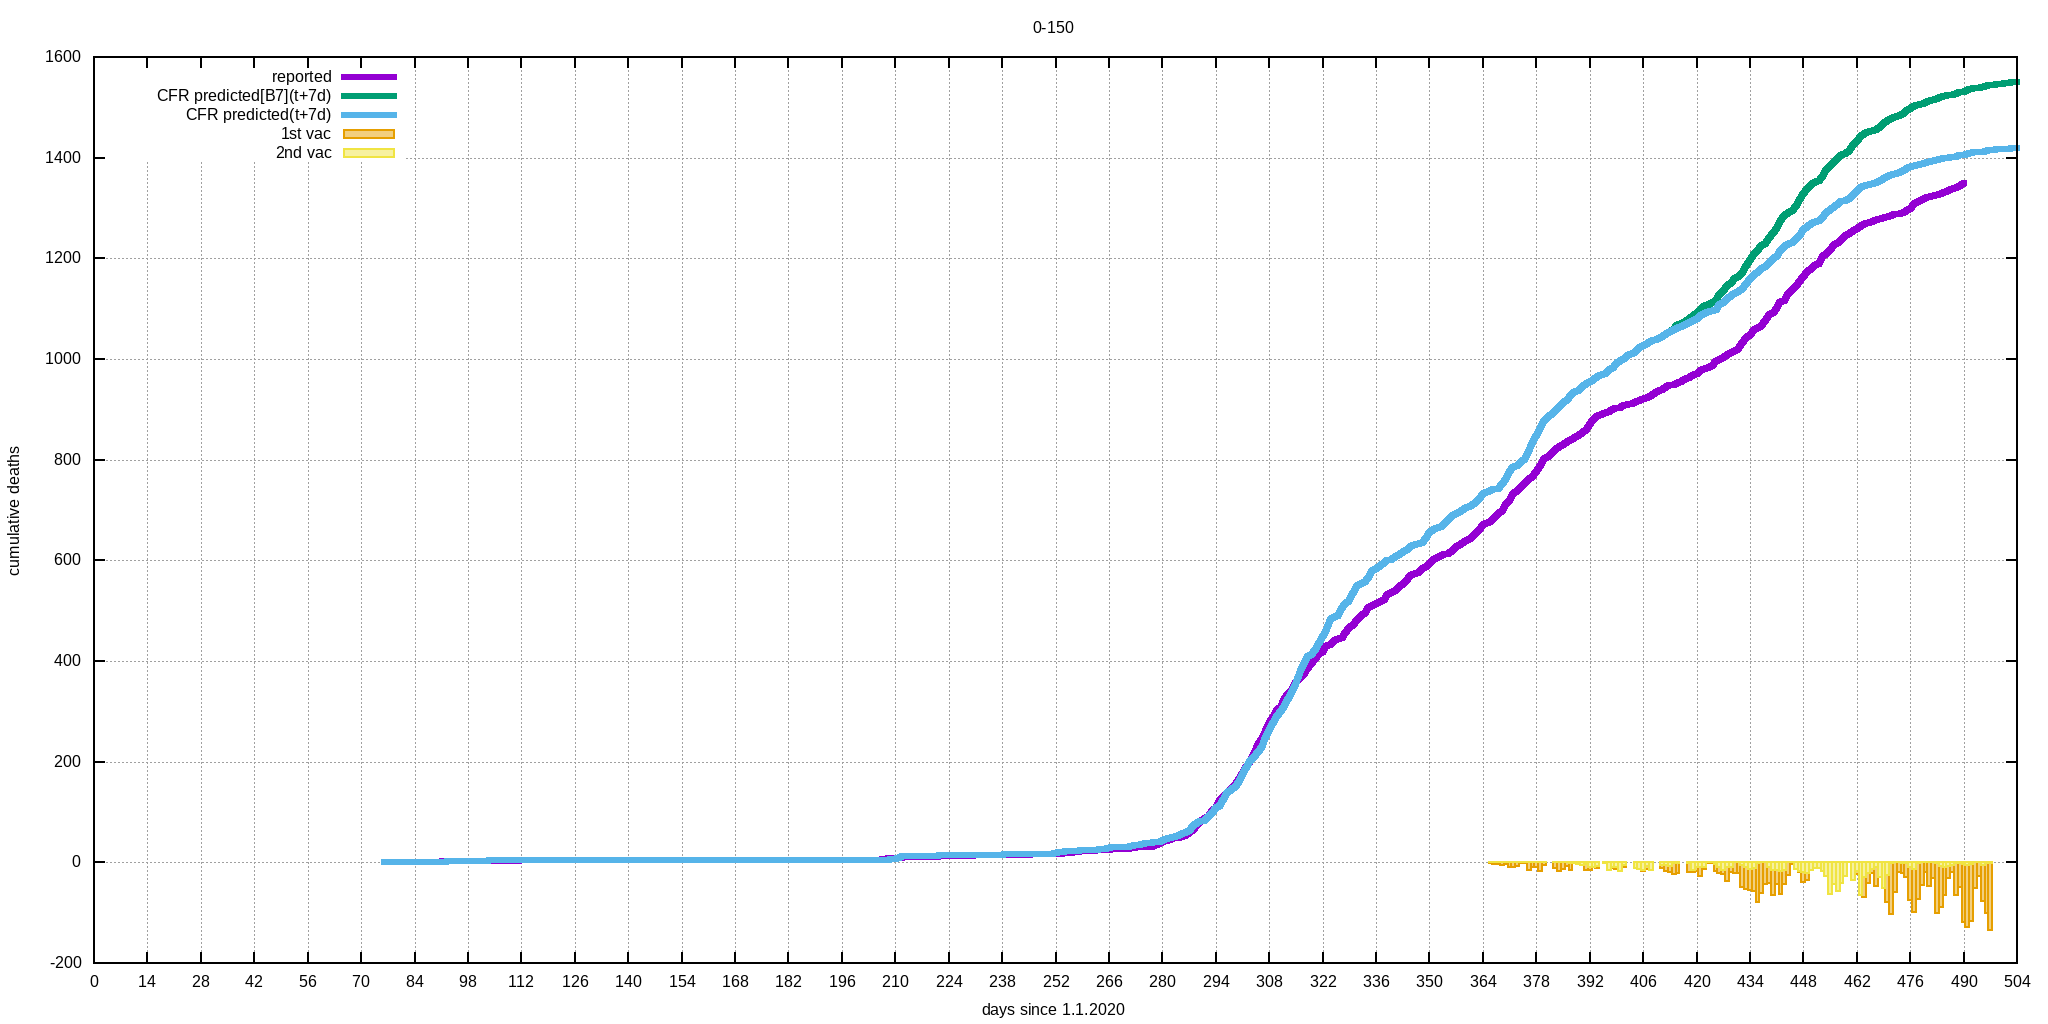 0-150
reported
CFR predicted[B7](t+7d)
CFR predicted(t+7d)
1st vac
2nd vac
1600
1400
1200
1000
800
600
400
200
0
-200
cumulative deaths
0 14 28 42 56 70 84 98 112 126 140 154 168 182 196 210 224 238 252 266 280 294 308 322 336 350 364 378 392 406 420 434 448 462 476 490 504
days since 1.1.2020